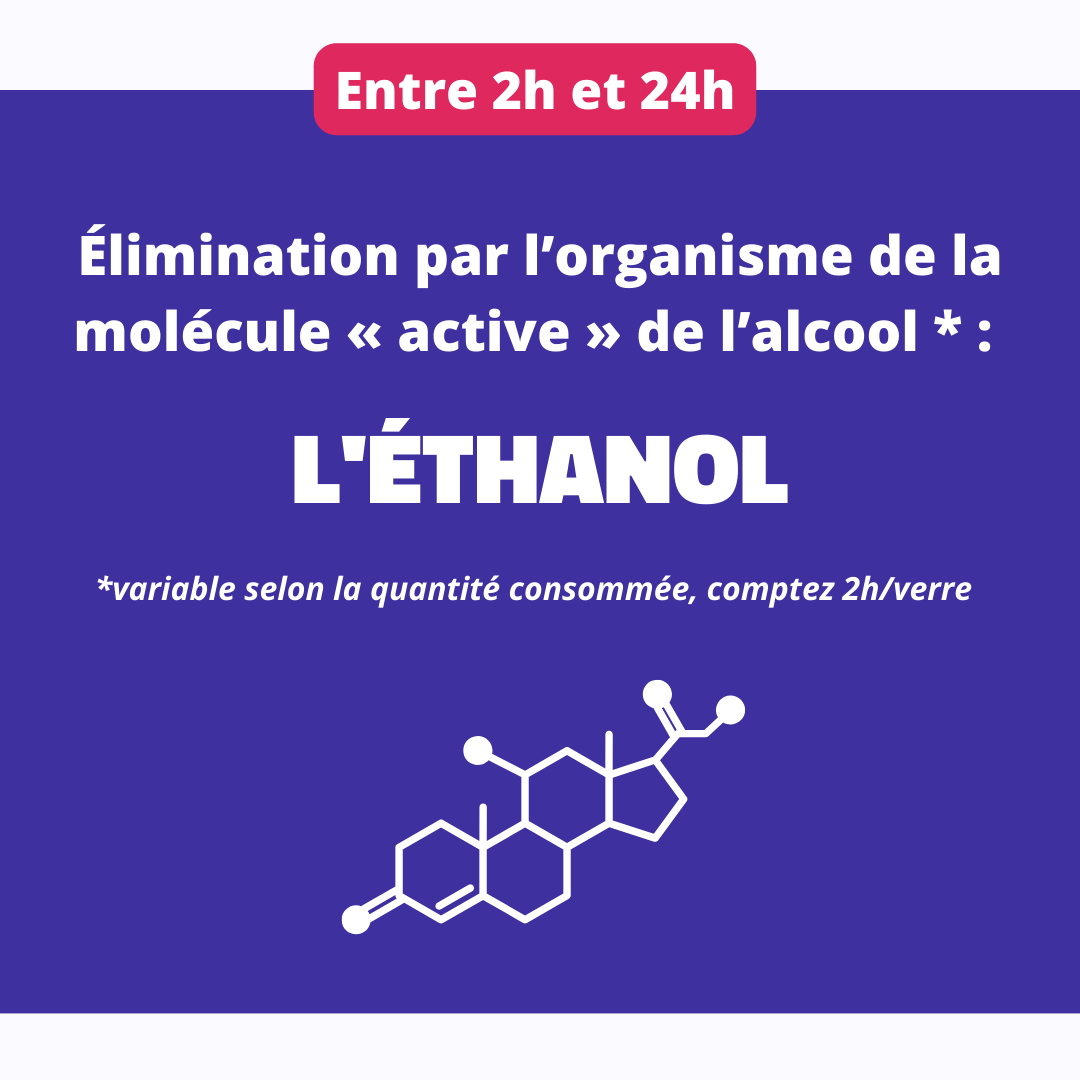 Entre 2h et 24h
Élimination par l’organisme de la
molécule « active » de l’alcool * :
L'ÉTHANOL
*variable selon la quantité consommée, comptez 2h/verre